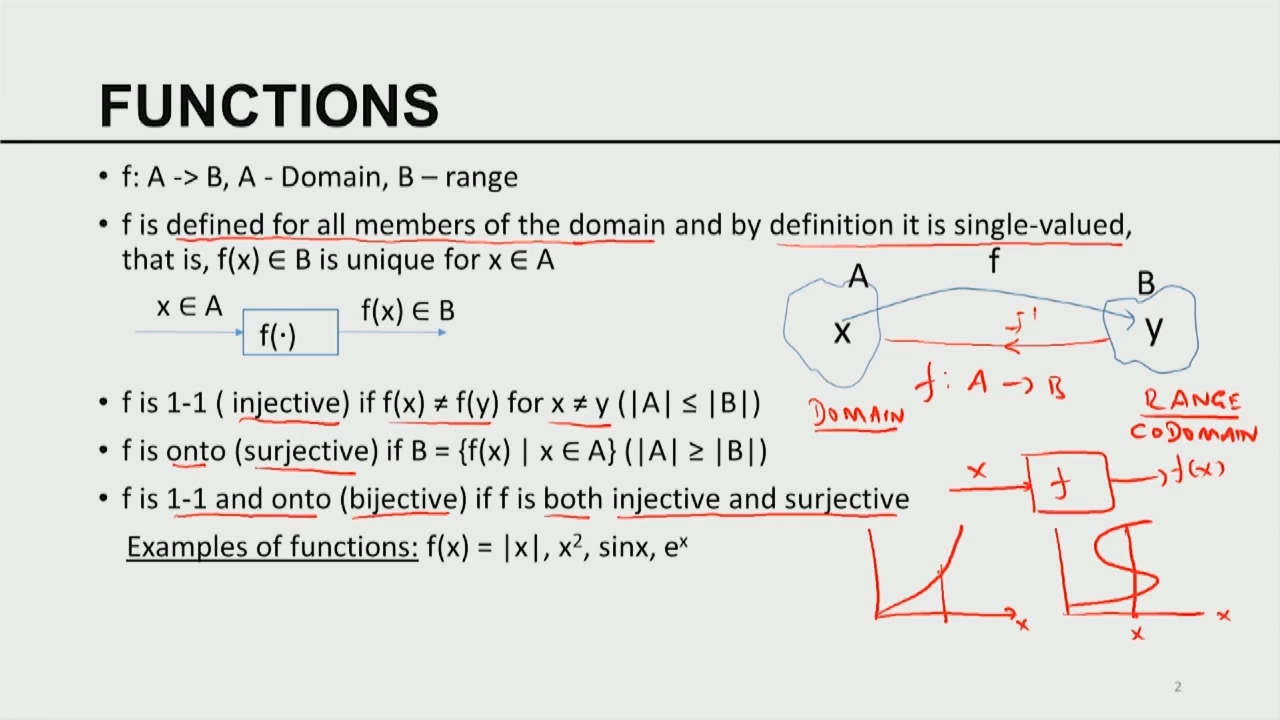 FUNCTIONS
• f: A -> B, A - Domain, B – range
• f is defined for all members of the domain and by definition it is single-valued,
that is, f(x) ∈ B is unique for x ∈ A
f
A
B
x ∈ A
f(·)
f(x) ∈ B
x
y
f⁻¹
f: A → B
DOMAIN
RANGE
CODOMAIN
• f is 1-1 ( injective) if f(x) ≠ f(y) for x ≠ y (|A| ≤ |B|)
• f is onto (surjective) if B = {f(x) | x ∈ A} (|A| ≥ |B|)
x
f
f(x)
• f is 1-1 and onto (bijective) if f is both injective and surjective
Examples of functions: f(x) = |x|, x², sinx, eˣ
x
x
x
2